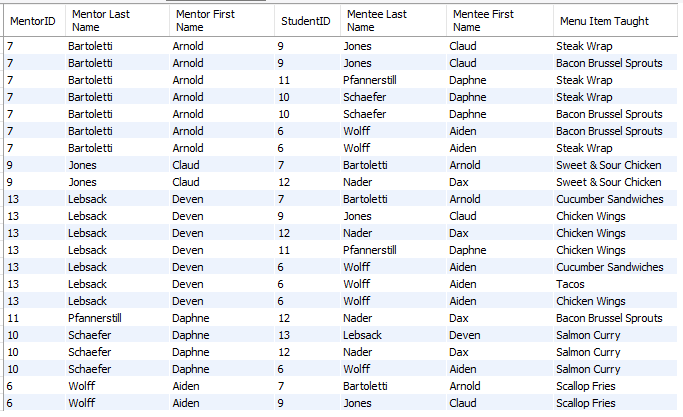 MentorID Mentor Last Name Mentor First Name StudentID Mentee Last Name Mentee First Name Menu Item Taught
7 Bartoletti Arnold 9 Jones Claud Steak Wrap
7 Bartoletti Arnold 9 Jones Claud Bacon Brussel Sprouts
7 Bartoletti Arnold 11 Pfannerstill Daphne Steak Wrap
7 Bartoletti Arnold 10 Schaefer Daphne Steak Wrap
7 Bartoletti Arnold 10 Schaefer Daphne Bacon Brussel Sprouts
7 Bartoletti Arnold 6 Wolff Aiden Bacon Brussel Sprouts
7 Bartoletti Arnold 6 Wolff Aiden Steak Wrap
9 Jones Claud 7 Bartoletti Arnold Sweet & Sour Chicken
9 Jones Claud 12 Nader Dax Sweet & Sour Chicken
13 Lebsack Deven 7 Bartoletti Arnold Cucumber Sandwiches
13 Lebsack Deven 9 Jones Claud Chicken Wings
13 Lebsack Deven 12 Nader Dax Chicken Wings
13 Lebsack Deven 11 Pfannerstill Daphne Chicken Wings
13 Lebsack Deven 6 Wolff Aiden Cucumber Sandwiches
13 Lebsack Deven 6 Wolff Aiden Tacos
13 Lebsack Deven 6 Wolff Aiden Chicken Wings
11 Pfannerstill Daphne 12 Nader Dax Bacon Brussel Sprouts
10 Schaefer Daphne 13 Lebsack Deven Salmon Curry
10 Schaefer Daphne 12 Nader Dax Salmon Curry
10 Schaefer Daphne 6 Wolff Aiden Salmon Curry
6 Wolff Aiden 7 Bartoletti Arnold Scallop Fries
6 Wolff Aiden 9 Jones Claud Scallop Fries